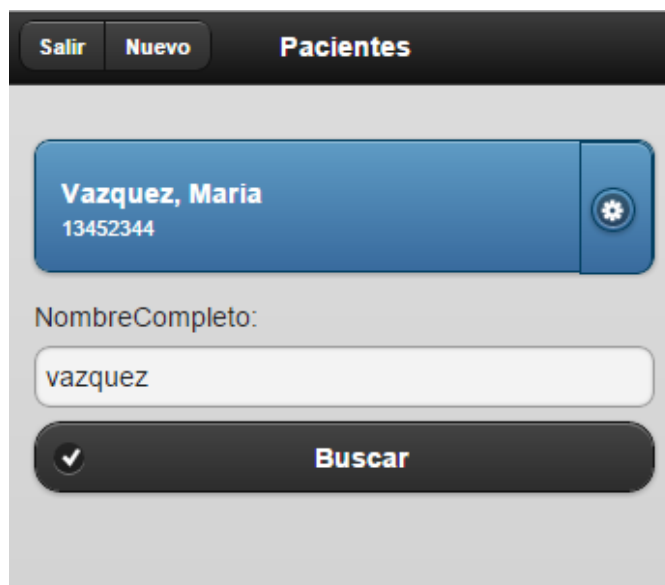 Salir Nuevo Pacientes
Vazquez, Maria
13452344
NombreCompleto:
vazquez
Buscar